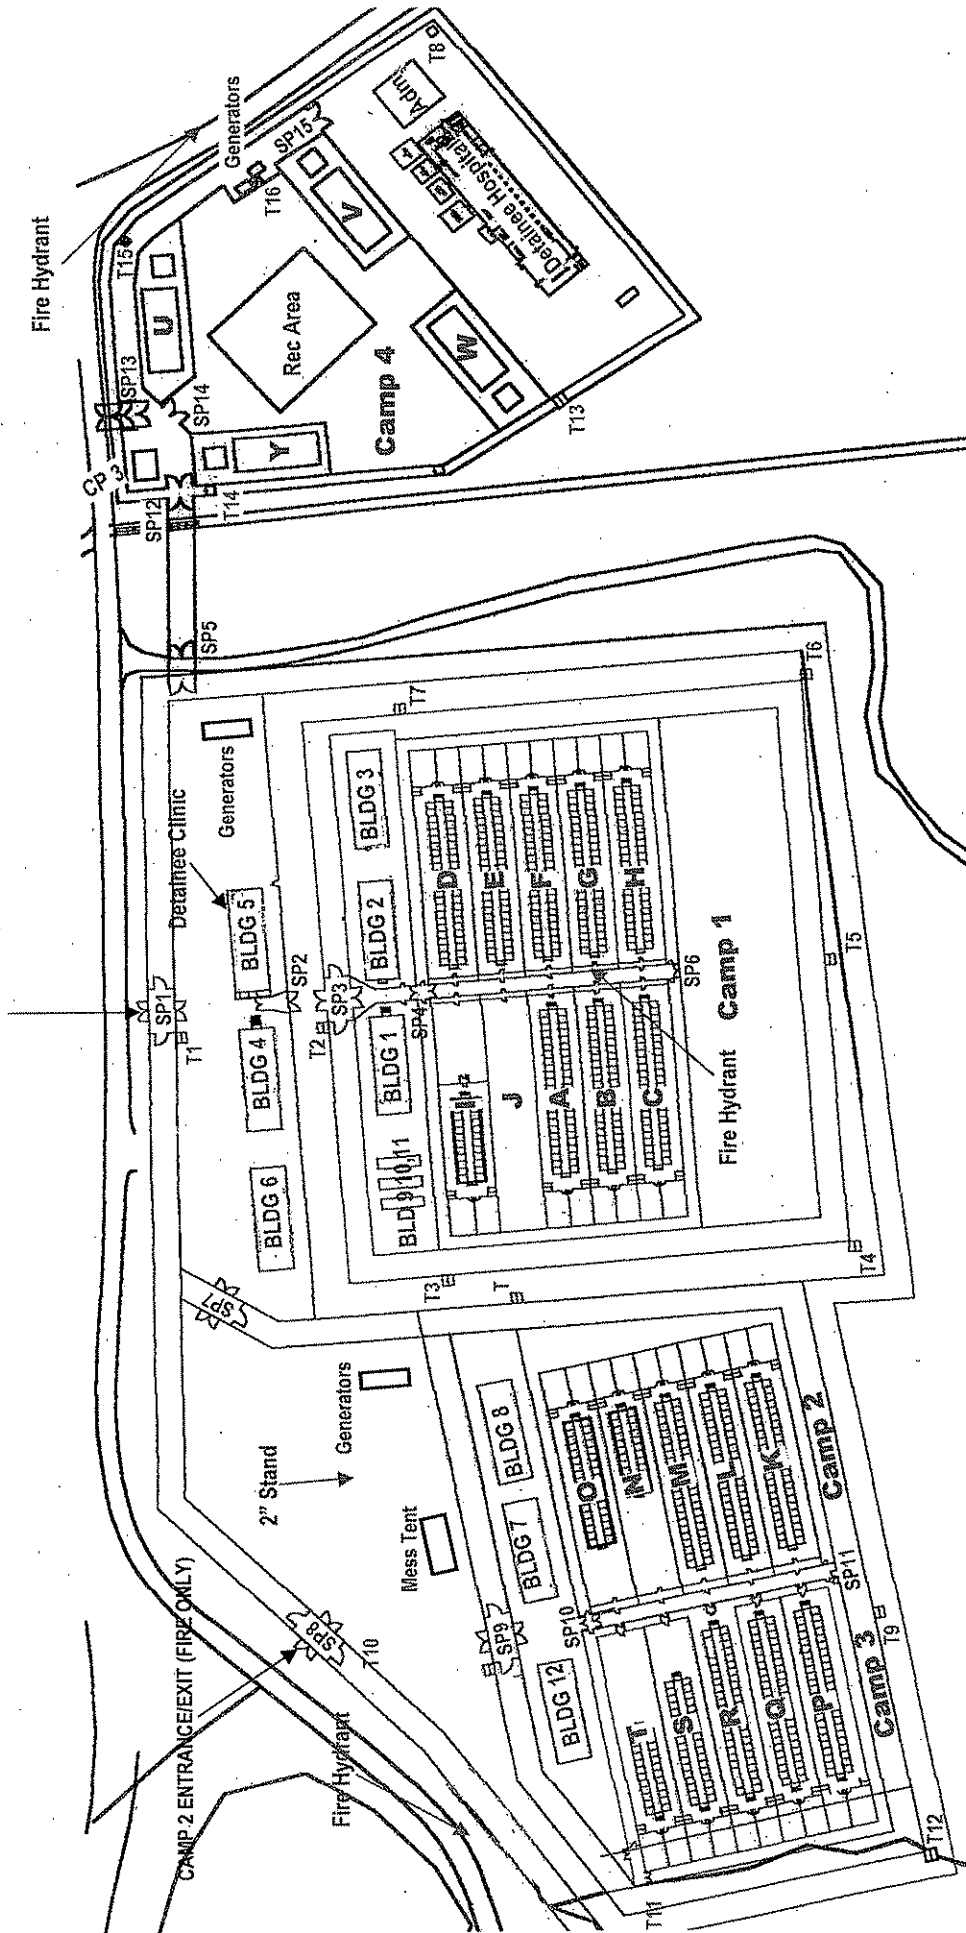 Fire Hydrant
Generators
T8
Adm
SP15
T16
Detainee Hospital
T15
V
U
SP13
Rec Area
W
SP14
Camp 4
T13
Y
CP 3
T14
SP12
SP5
T6
T7
Generators
Detainee Clinic
BLDG 3
BLDG 5
BLDG 2
D
E
F
G
H
SP2
SP3
SP1
SP4
SP6
Camp 1
T5
T1
T2
BLDG 4
BLDG 1
I
J
A
B
C
Fire Hydrant
BLDG 6
BLD 9 10 11
T3
T
T4
SP7
Generators
2" Stand
BLDG 8
Mess Tent
BLDG 7
O
N
M
L
K
Camp 2
CAMP 2 ENTRANCE/EXIT (FIRE ONLY)
SP8
T10
SP9
SP10
SP11
BLDG 12
T9
Camp 3
T
S
R
Q
P
Fire Hydrant
T11
T12